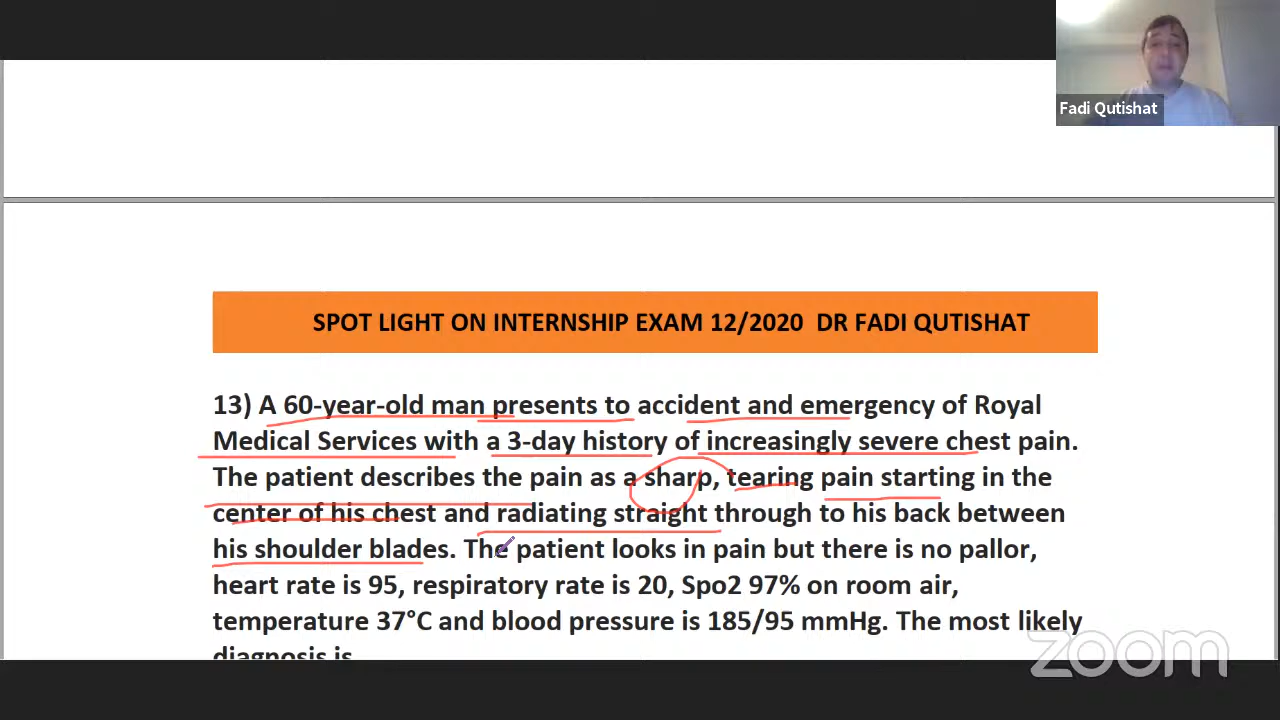 Fadi Qutishat
SPOT LIGHT ON INTERNSHIP EXAM 12/2020 DR FADI QUTISHAT
13) A 60-year-old man presents to accident and emergency of Royal
Medical Services with a 3-day history of increasingly severe chest pain.
The patient describes the pain as a sharp, tearing pain starting in the
center of his chest and radiating straight through to his back between
his shoulder blades. The patient looks in pain but there is no pallor,
heart rate is 95, respiratory rate is 20, Spo2 97% on room air,
temperature 37°C and blood pressure is 185/95 mmHg. The most likely
diagnosis is
zoom